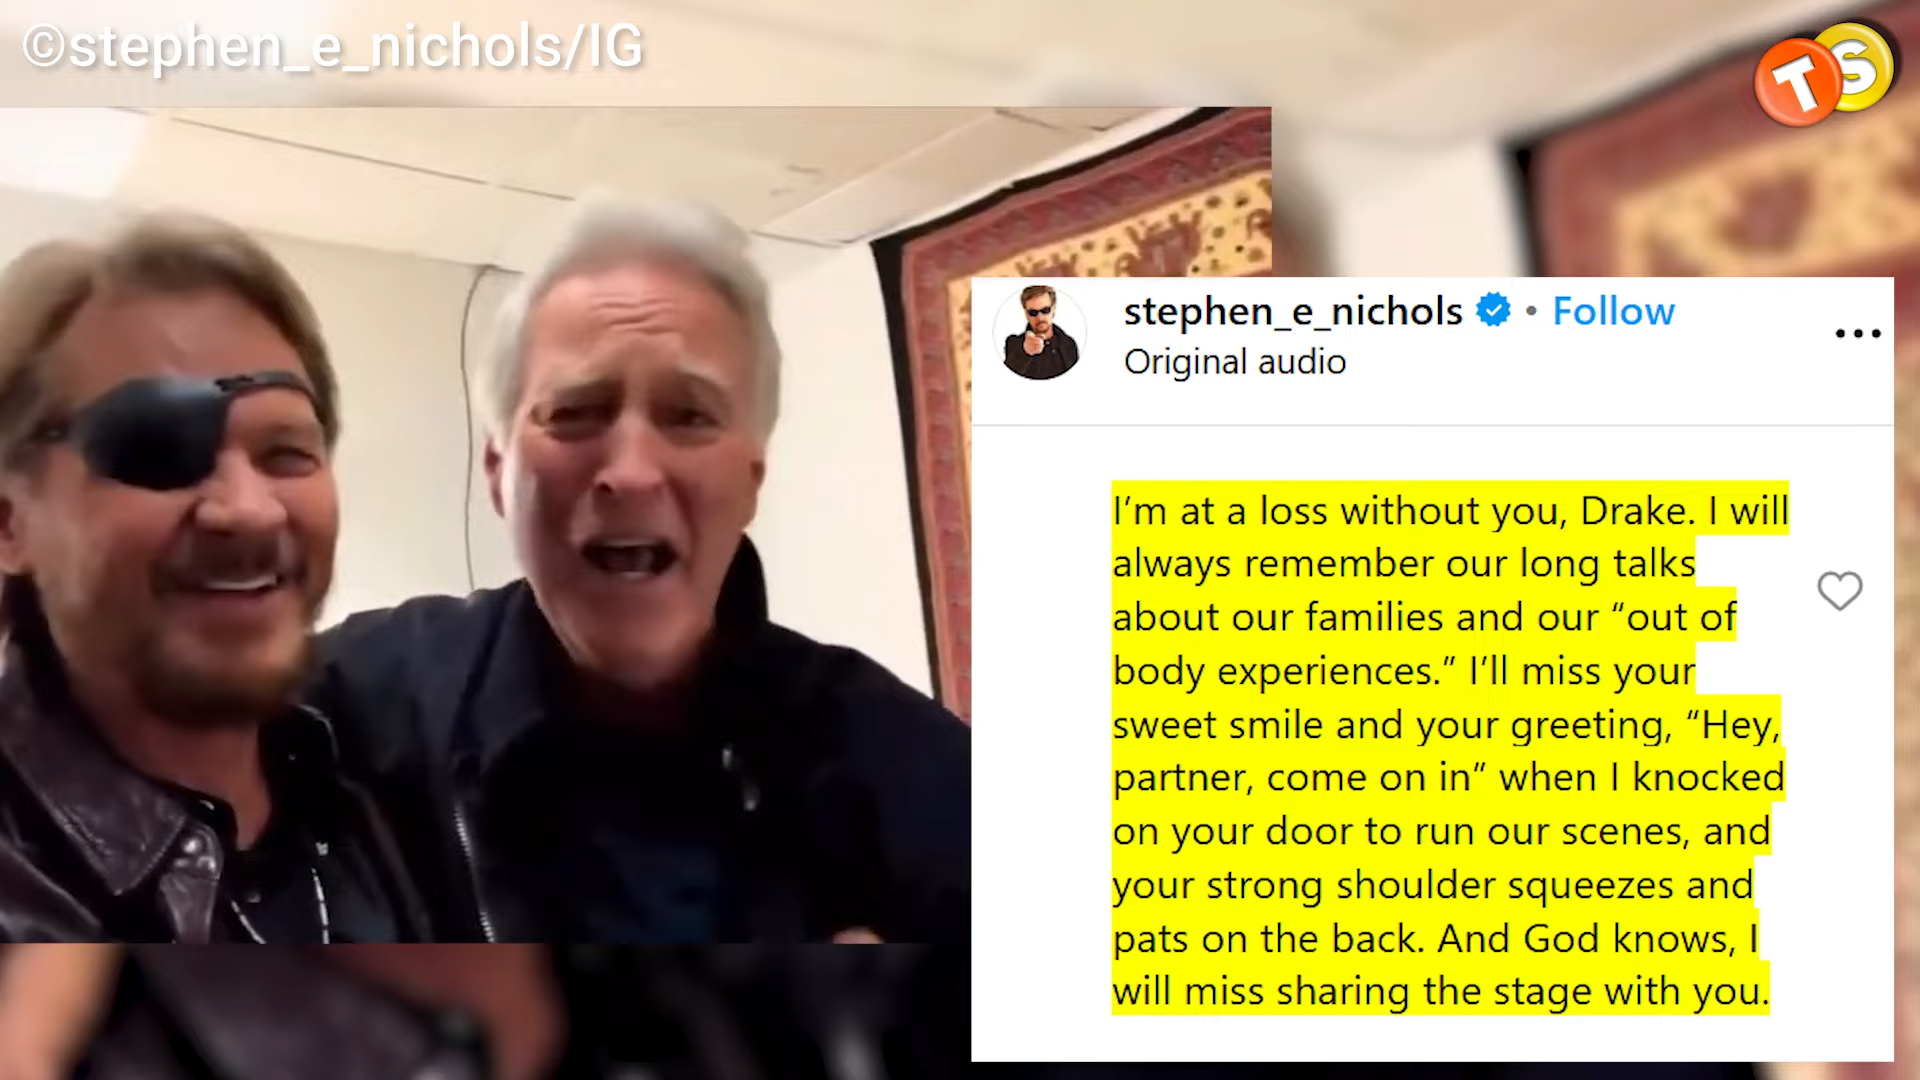 ©stephen_e_nichols/IG
TS
stephen_e_nichols • Follow
Original audio
I’m at a loss without you, Drake. I will
always remember our long talks
about our families and our “out of
body experiences.” I’ll miss your
sweet smile and your greeting, “Hey,
partner, come on in” when I knocked
on your door to run our scenes, and
your strong shoulder squeezes and
pats on the back. And God knows, I
will miss sharing the stage with you.